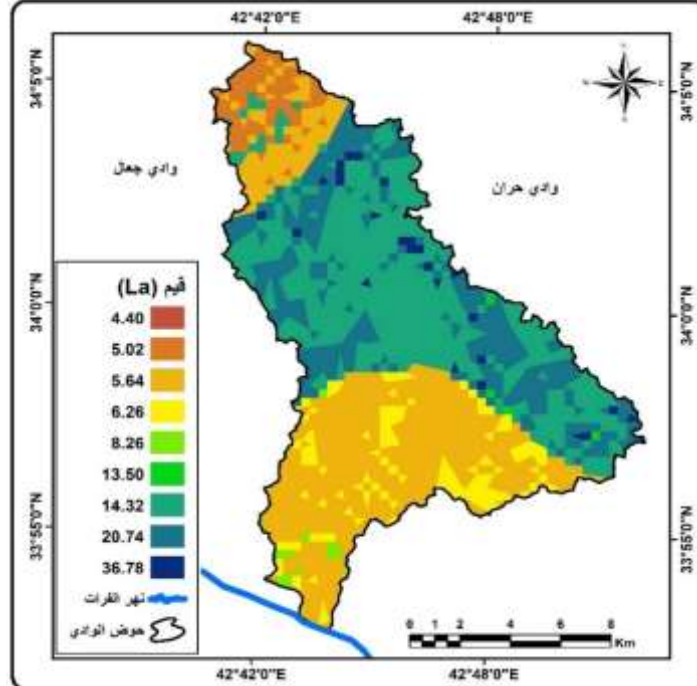 42°42'0"E 42°48'0"E
34°5'0"N 34°5'0"N
وادي جعال
وادي حران
34°0'0"N 34°0'0"N
قيم (La)
4.40
5.02
5.64
6.26
8.26
13.50
14.32
20.74
36.78
نهر الفرات
حوض الوادي
33°55'0"N 33°55'0"N
0 1 2 4 6 8
Km
42°42'0"E 42°48'0"E